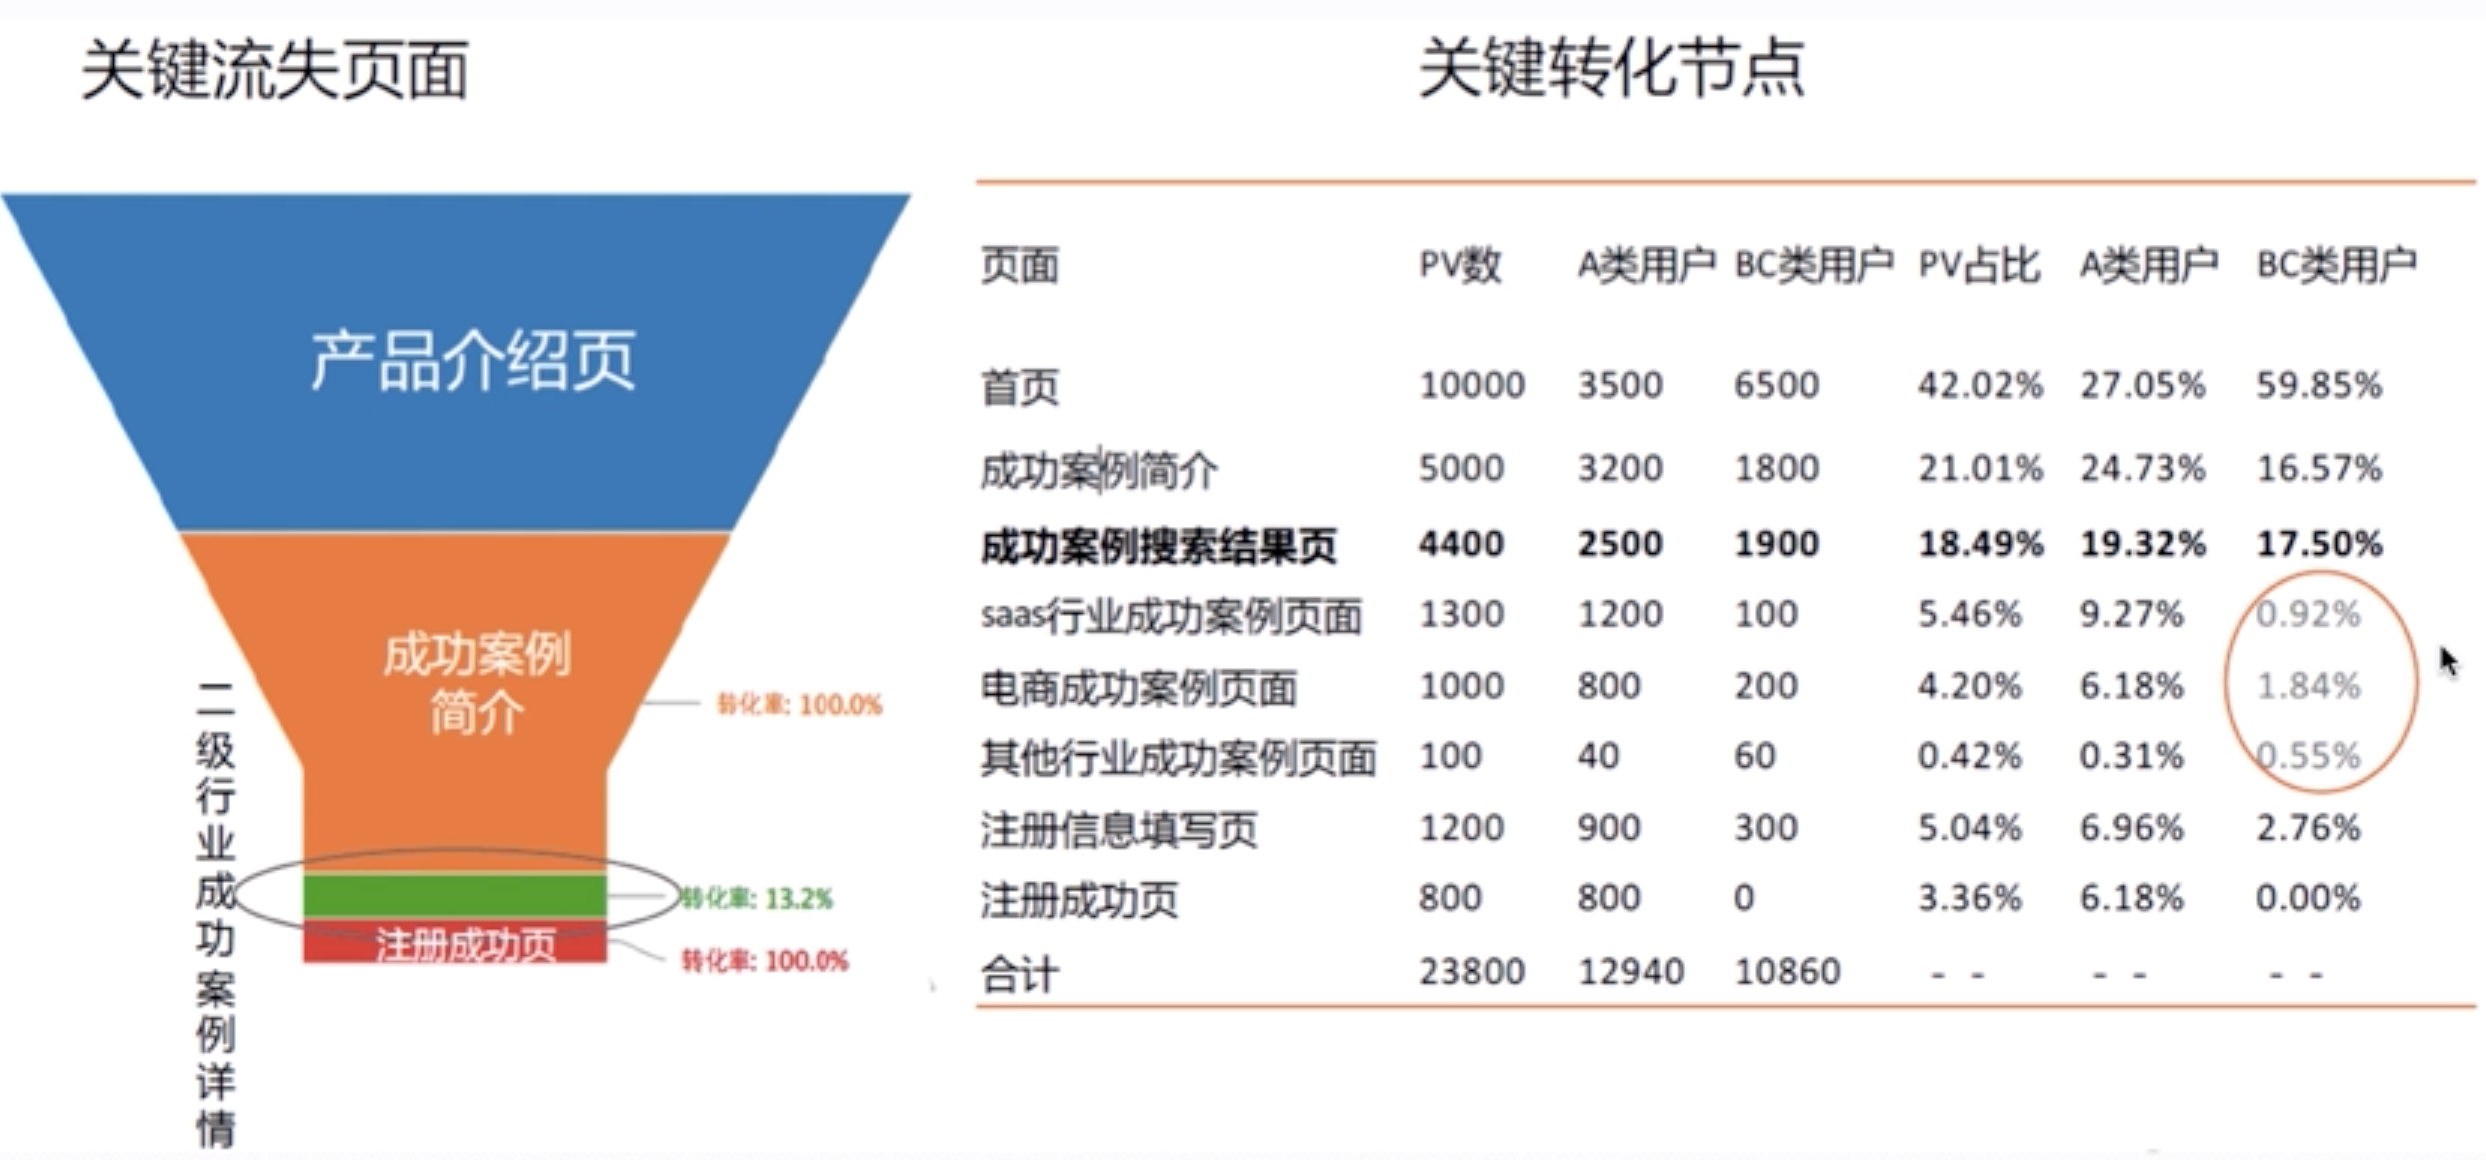 关键流失页面
产品介绍页
成功案例
简介
转化率: 100.0%
二级行业成功案例详情
转化率: 13.2%
注册成功页
转化率: 100.0%
关键转化节点
页面 PV数 A类用户 BC类用户 PV占比 A类用户 BC类用户
首页 10000 3500 6500 42.02% 27.05% 59.85%
成功案例简介 5000 3200 1800 21.01% 24.73% 16.57%
成功案例搜索结果页 4400 2500 1900 18.49% 19.32% 17.50%
saas行业成功案例页面 1300 1200 100 5.46% 9.27% 0.92%
电商成功案例页面 1000 800 200 4.20% 6.18% 1.84%
其他行业成功案例页面 100 40 60 0.42% 0.31% 0.55%
注册信息填写页 1200 900 300 5.04% 6.96% 2.76%
注册成功页 800 800 0 3.36% 6.18% 0.00%
合计 23800 12940 10860 - - - - - -